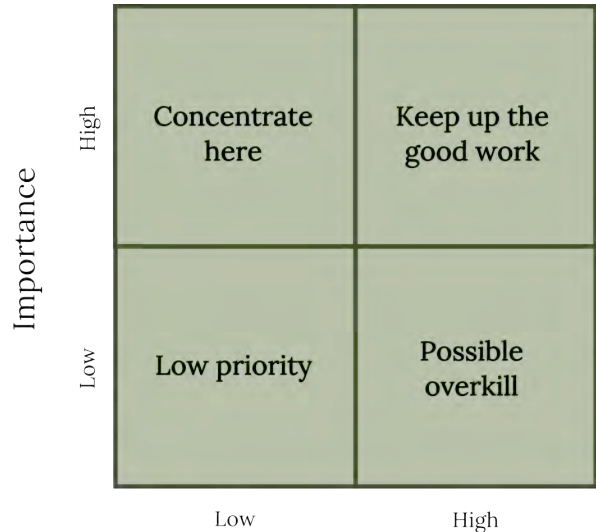 Importance
High
Concentrate
here
Keep up the
good work
Low
Low priority
Possible
overkill
Low
High